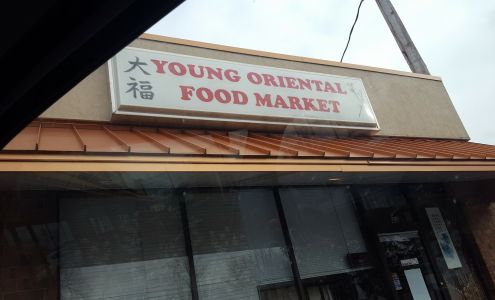 大福
YOUNG ORIENTAL
FOOD MARKET